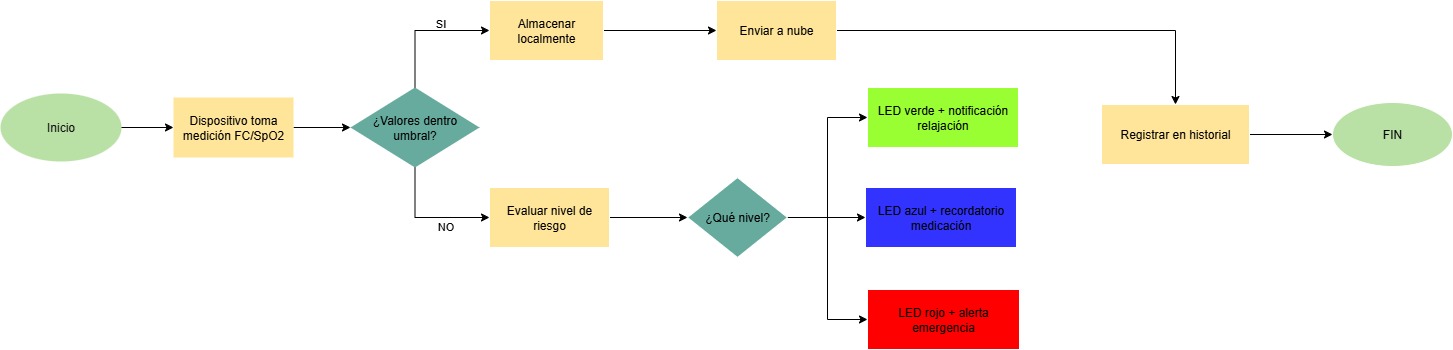 Inicio
Dispositivo toma
medición FC/SpO2
¿Valores dentro
umbral?
SI
Almacenar
localmente
Enviar a nube
NO
Evaluar nivel de
riesgo
¿Qué nivel?
LED verde + notificación
relajación
LED azul + recordatorio
medicación
LED rojo + alerta
emergencia
Registrar en historial
FIN